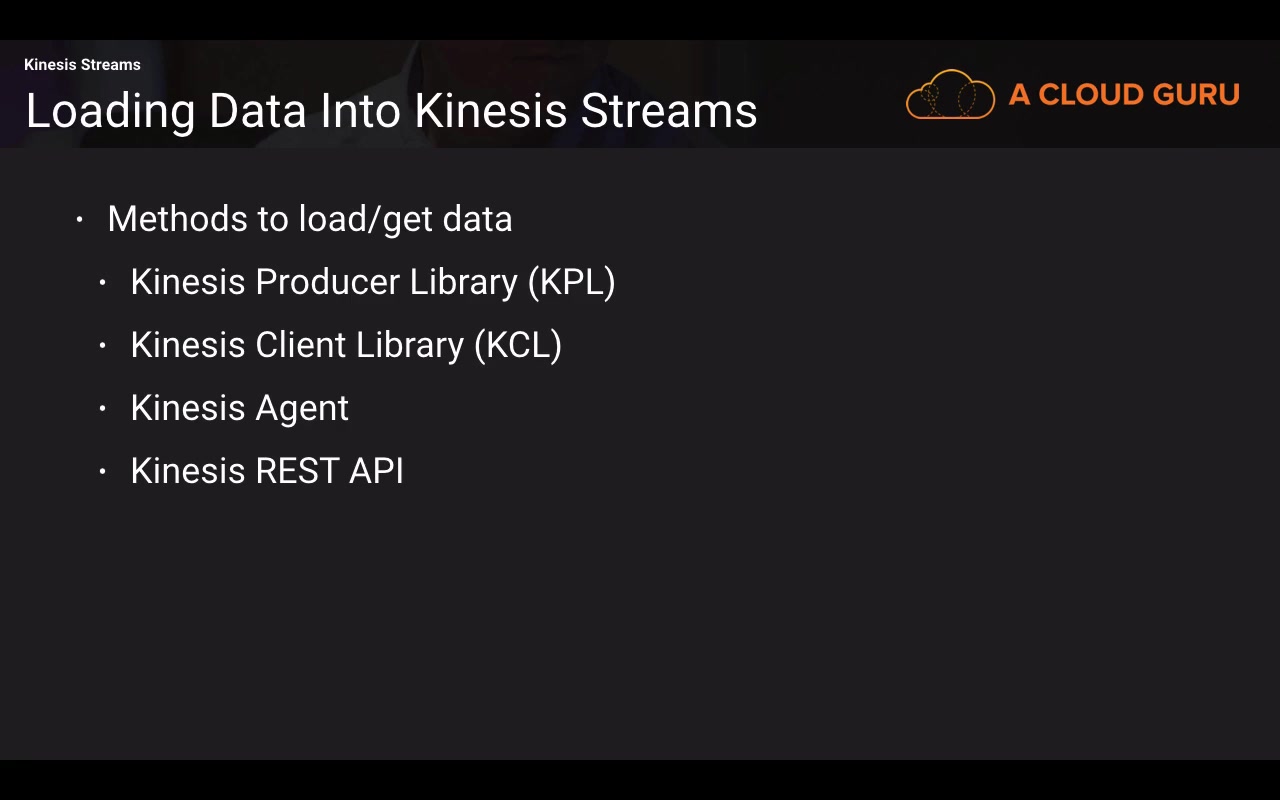 Kinesis Streams
Loading Data Into Kinesis Streams
A CLOUD GURU
• Methods to load/get data
• Kinesis Producer Library (KPL)
• Kinesis Client Library (KCL)
• Kinesis Agent
• Kinesis REST API